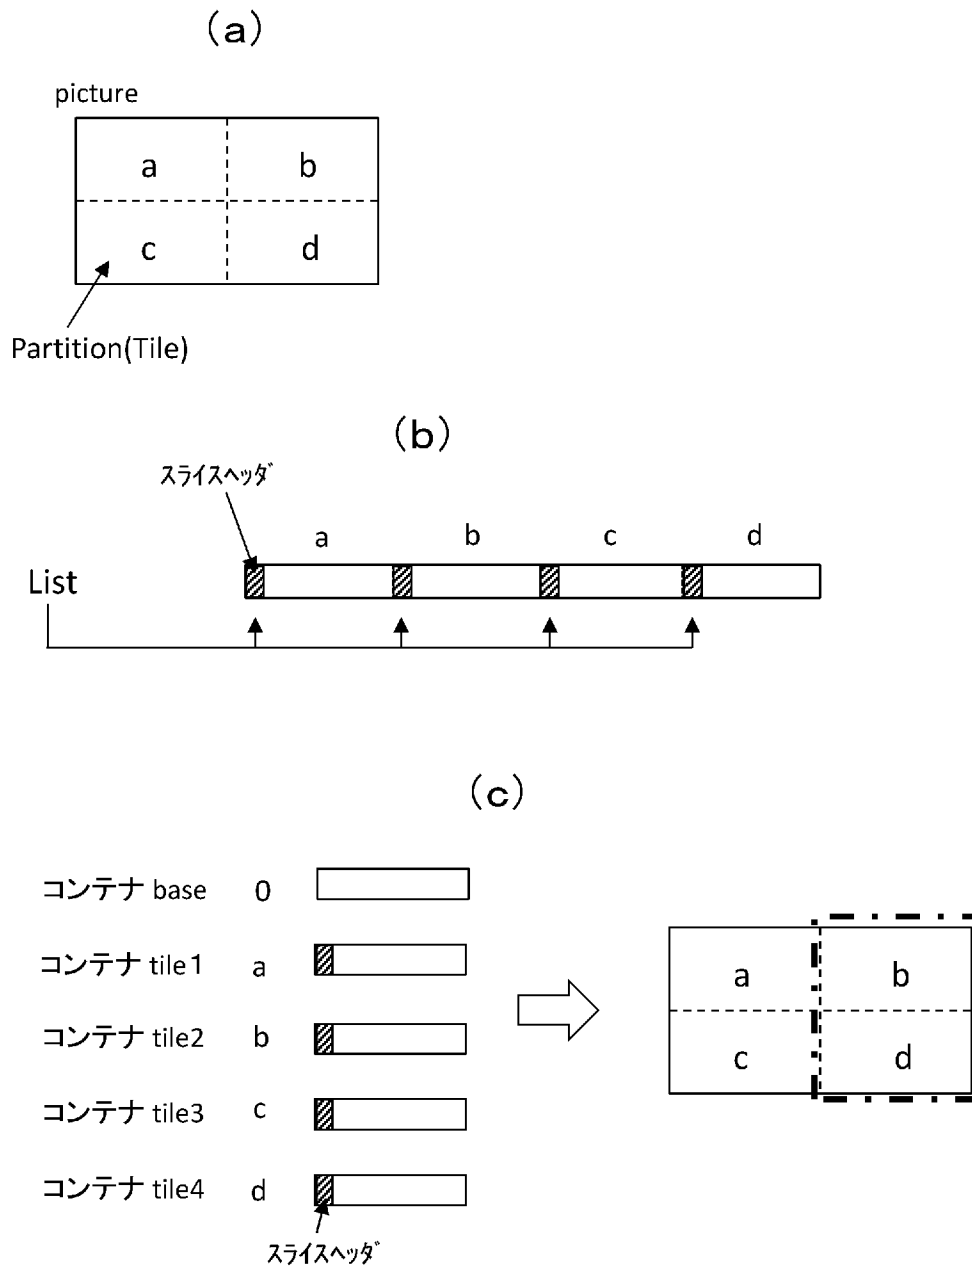 (a)
picture
a b
c d
Partition(Tile)
(b)
スライスヘッダ
a b c d
List
(c)
コンテナ base 0
コンテナ tile1 a
コンテナ tile2 b
コンテナ tile3 c
コンテナ tile4 d
スライスヘッダ
a b
c d